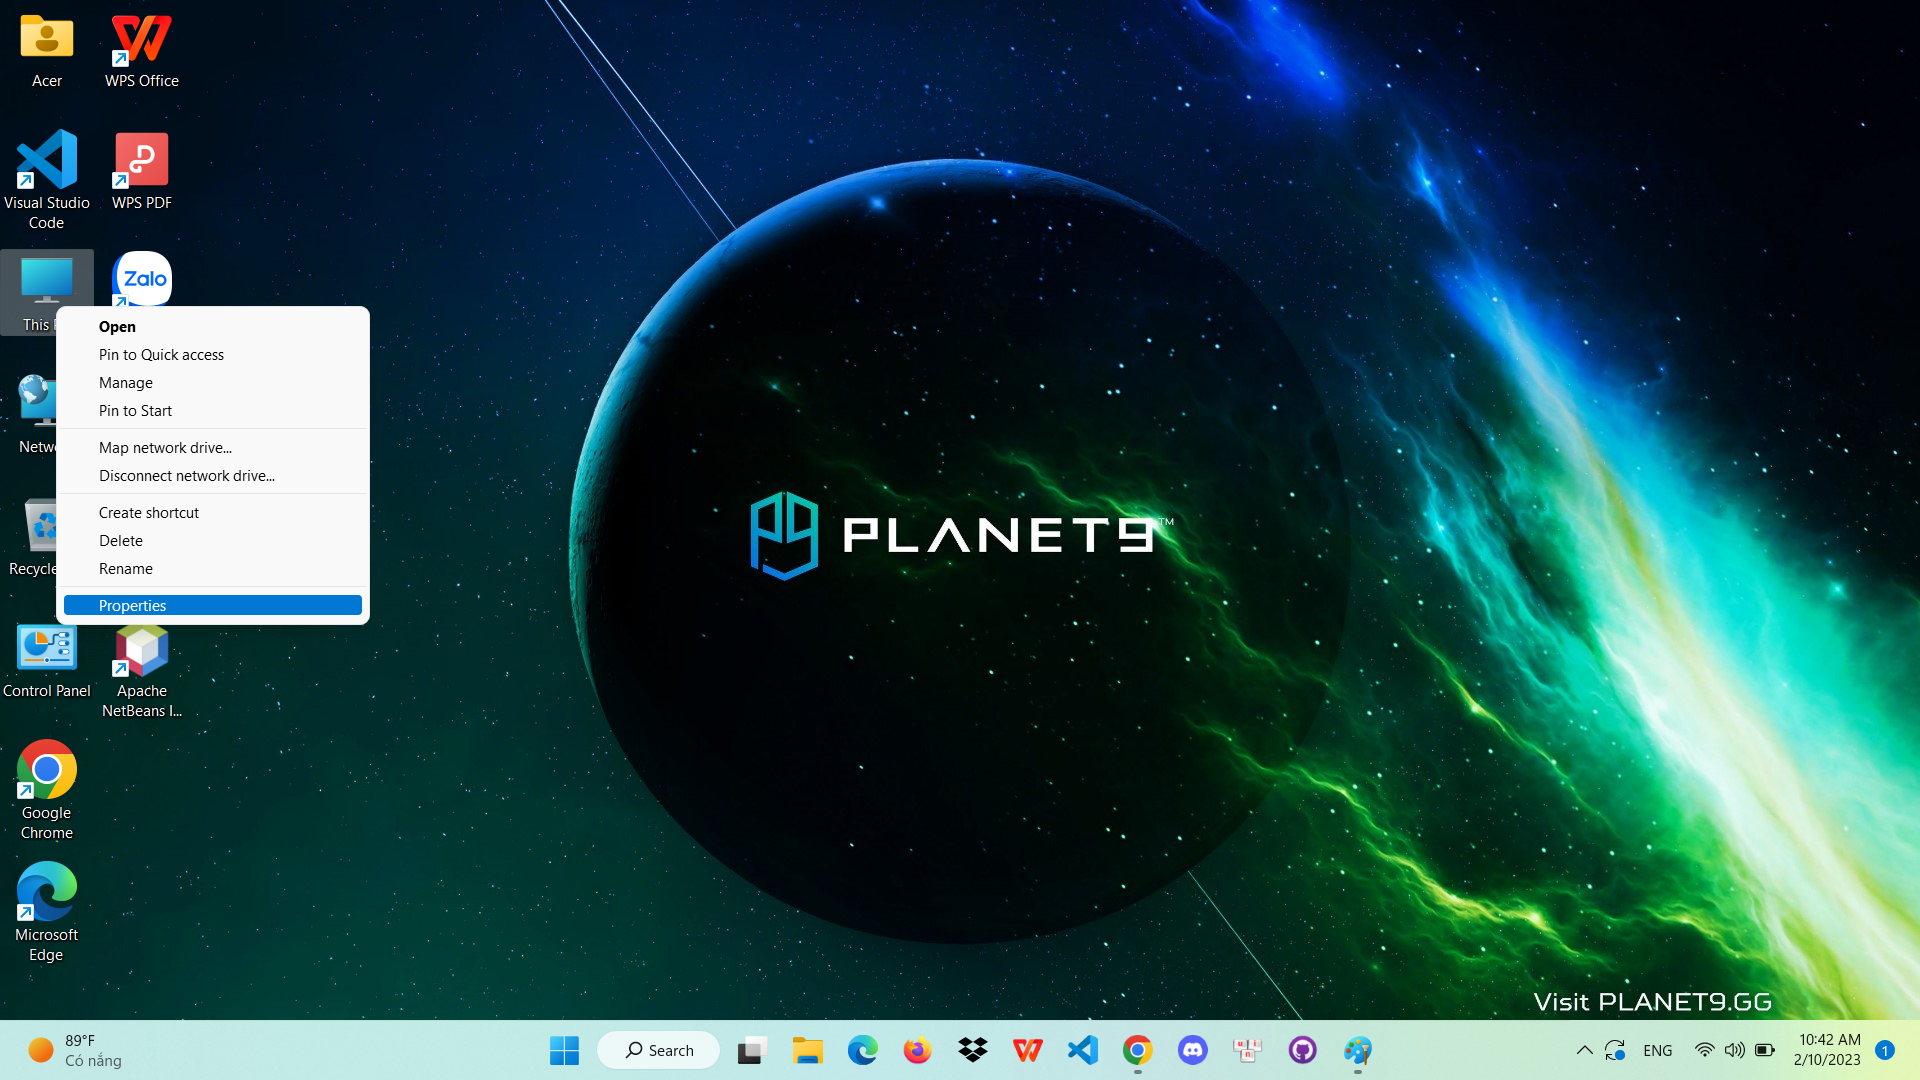 Acer
WPS Office
Visual Studio
Code
WPS PDF
This
Zalo
Open
Pin to Quick access
Manage
Pin to Start
Map network drive...
Disconnect network drive...
Create shortcut
Delete
Rename
Properties
Netw
Recycle
Control Panel
Apache
NetBeans I...
Google
Chrome
Microsoft
Edge
PLANET9™
Visit PLANET9.GG
89°F
Có nắng
Search
ENG
10:42 AM
2/10/2023
1